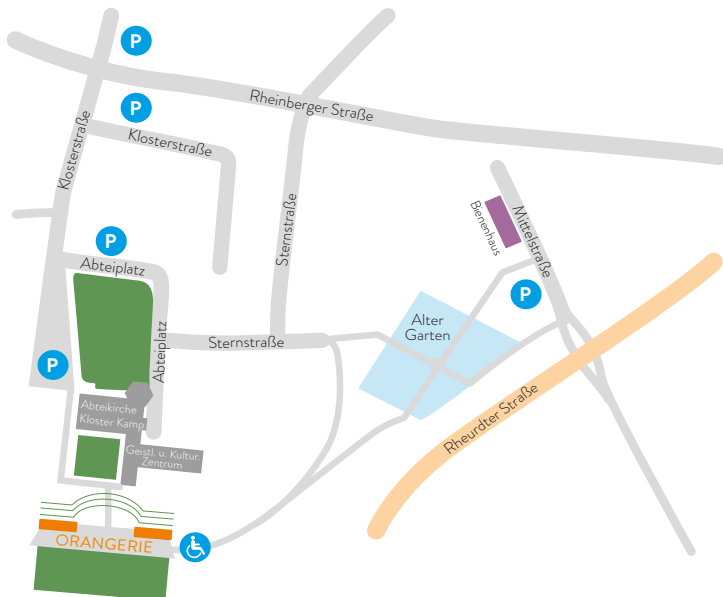 P
Rheinberger Straße
P
Klosterstraße
Klosterstraße
Sternstraße
Bienenhaus
Mittelstraße
P
Abteiplatz
P
Alter
Garten
Abteiplatz
Sternstraße
P
Rheurdter Straße
Abteikirche
Kloster Kamp
Geistl. u. Kultur.
Zentrum
ORANGERIE